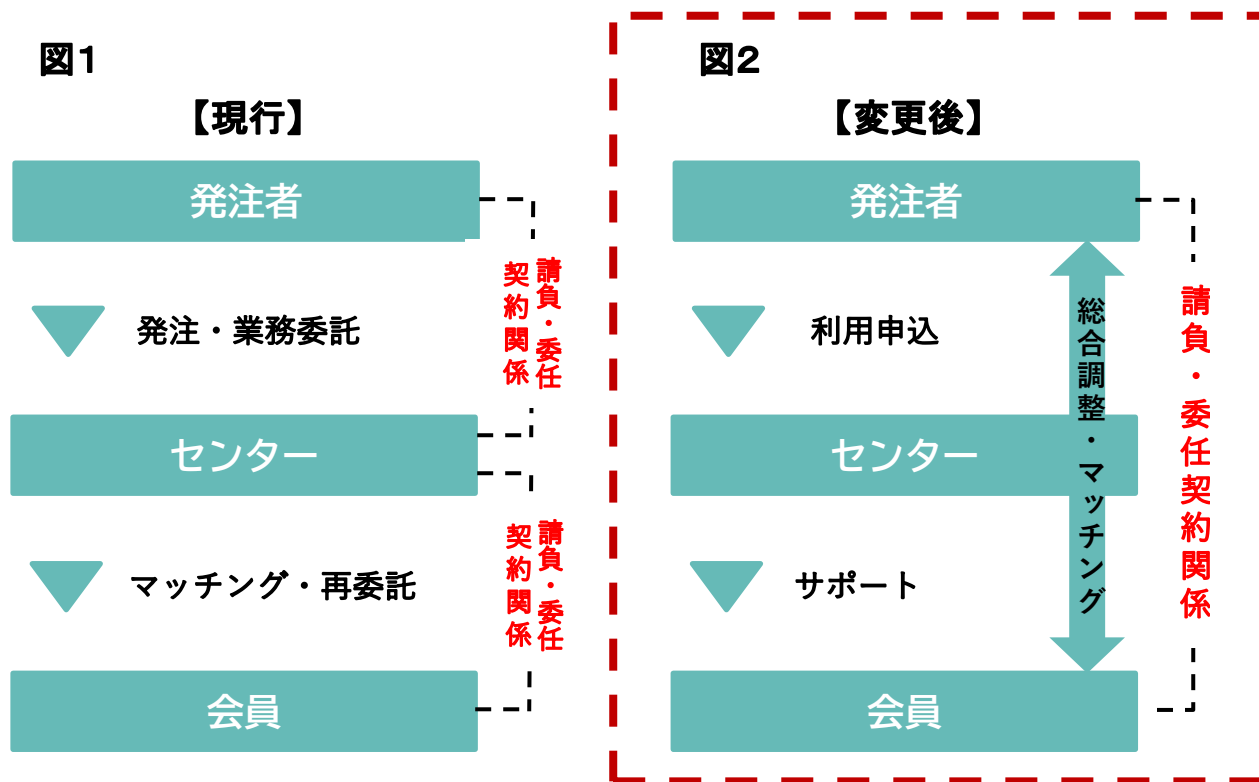 図1
【現行】
発注者
発注・業務委託
請負・委任
契約関係
センター
マッチング・再委託
請負・委任
契約関係
会員
図2
【変更後】
発注者
利用申込
総合調整・マッチング
請負・委任契約関係
センター
サポート
会員